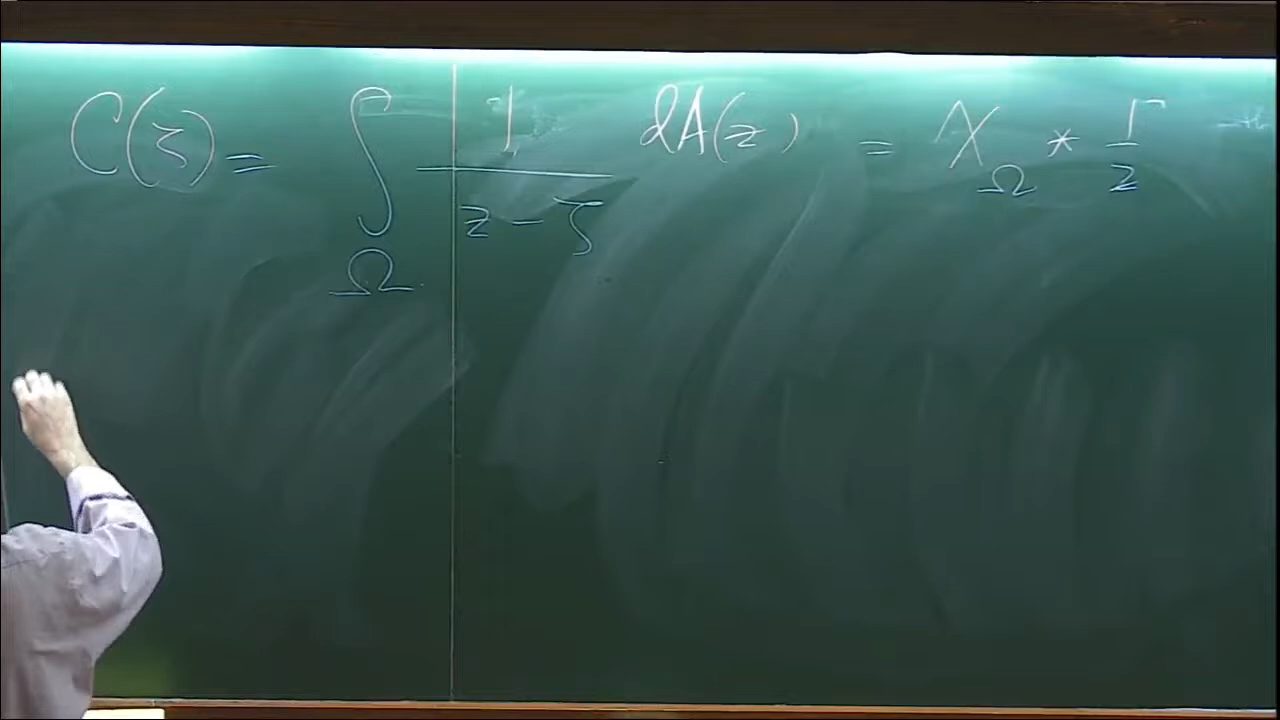 C(ζ) = ∫_Ω 1/(z − ζ) dA(z) = χ_Ω * 1/z